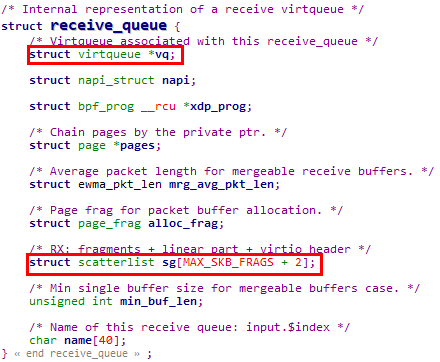 /* Internal representation of a receive virtqueue */
struct receive_queue {
/* Virtqueue associated with this receive_queue */
struct virtqueue *vq;
struct napi_struct napi;
struct bpf_prog __rcu *xdp_prog;
/* Chain pages by the private ptr. */
struct page *pages;
/* Average packet length for mergeable receive buffers. */
struct ewma_pkt_len mrg_avg_pkt_len;
/* Page frag for packet buffer allocation. */
struct page_frag alloc_frag;
/* RX: fragments + linear part + virtio header */
struct scatterlist sg[MAX_SKB_FRAGS + 2];
/* Min single buffer size for mergeable buffers case. */
unsigned int min_buf_len;
/* Name of this receive queue: input.$index */
char name[40];
} « end receive_queue » ;